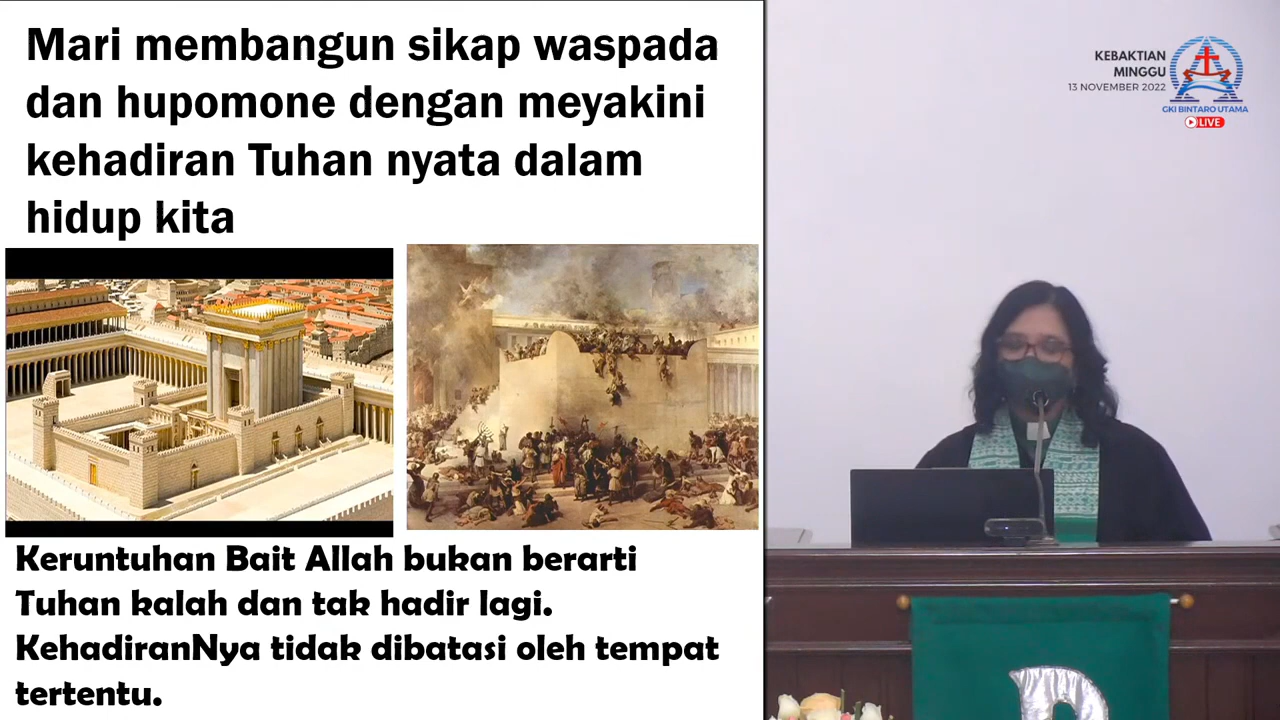 Mari membangun sikap waspada
dan hupomone dengan meyakini
kehadiran Tuhan nyata dalam
hidup kita
Keruntuhan Bait Allah bukan berarti
Tuhan kalah dan tak hadir lagi.
KehadiranNya tidak dibatasi oleh tempat
tertentu.
KEBAKTIAN
MINGGU
13 NOVEMBER 2022
GKI BINTARO UTAMA
LIVE